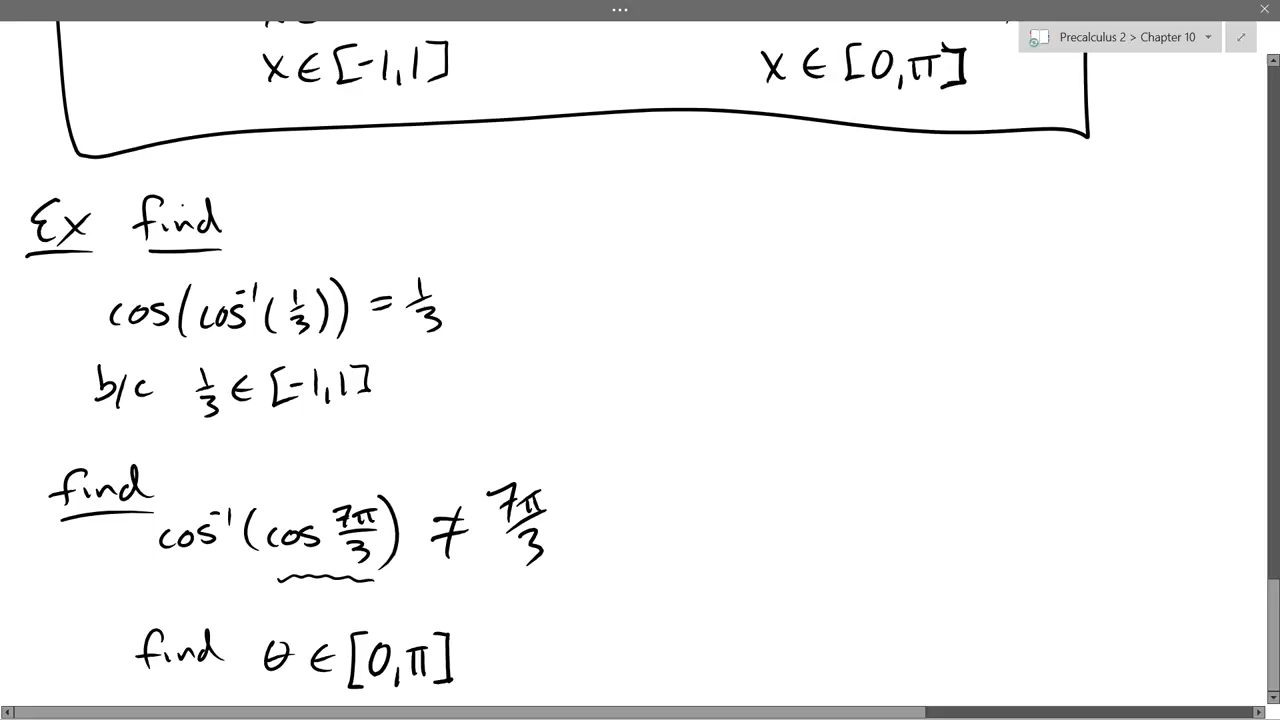 Precalculus 2 > Chapter 10
x ∈ [-1,1] x ∈ [0,π]
Ex find
cos(cos⁻¹(1/3)) = 1/3
b/c 1/3 ∈ [-1,1]
find
cos⁻¹(cos 7π/3) ≠ 7π/3
find θ ∈ [0,π]